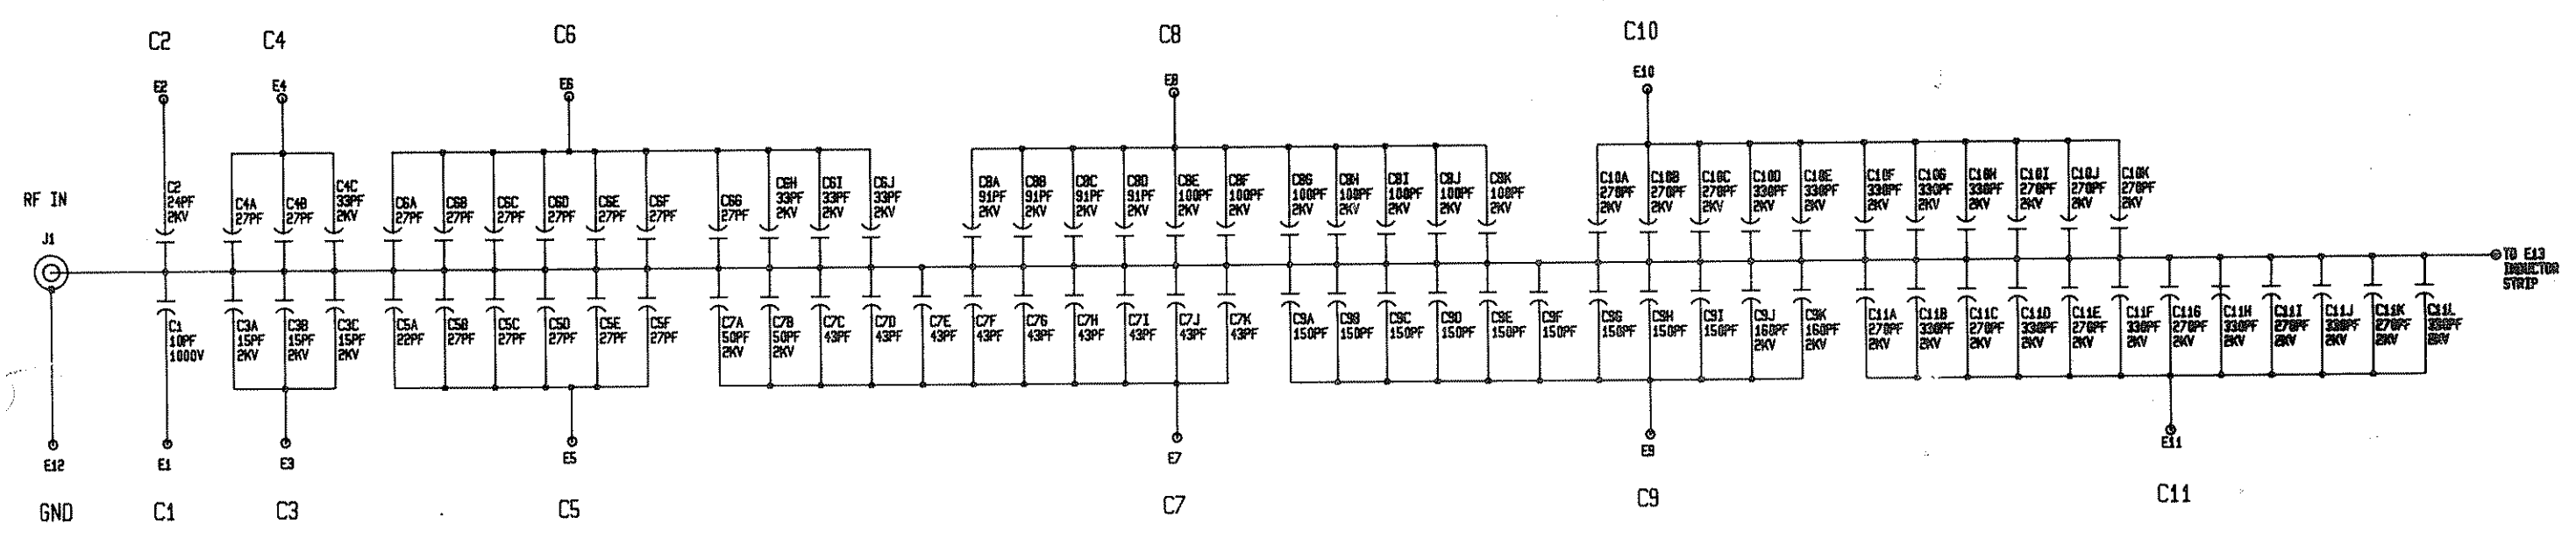 C2
C4
C6
C8
C10
E2
E4
E6
E8
E10
RF IN
J1
C2
24PF
2KV
C4A
27PF
C4B
27PF
C4C
33PF
2KV
C6A
27PF
C6B
27PF
C6C
27PF
C6D
27PF
C6E
27PF
C6F
27PF
C6G
27PF
C6H
33PF
2KV
C6I
33PF
2KV
C6J
33PF
2KV
C8A
91PF
2KV
C8B
91PF
2KV
C8C
91PF
2KV
C8D
91PF
2KV
C8E
100PF
2KV
C8F
100PF
2KV
C8G
100PF
2KV
C8H
100PF
2KV
C8I
100PF
2KV
C8J
100PF
2KV
C8K
100PF
2KV
C10A
270PF
2KV
C10B
270PF
2KV
C10C
270PF
2KV
C10D
330PF
2KV
C10E
330PF
2KV
C10F
330PF
2KV
C10G
330PF
2KV
C10H
330PF
2KV
C10I
270PF
2KV
C10J
270PF
2KV
C10K
270PF
2KV
TO E13
INDUCTOR
STRIP
C1
10PF
1000V
C3A
15PF
2KV
C3B
15PF
2KV
C3C
15PF
2KV
C5A
22PF
C5B
27PF
C5C
27PF
C5D
27PF
C5E
27PF
C5F
27PF
C7A
50PF
2KV
C7B
50PF
2KV
C7C
43PF
C7D
43PF
C7E
43PF
C7F
43PF
C7G
43PF
C7H
43PF
C7I
43PF
C7J
43PF
C7K
43PF
C9A
150PF
C9B
150PF
C9C
150PF
C9D
150PF
C9E
150PF
C9F
150PF
C9G
150PF
C9H
150PF
C9I
150PF
C9J
160PF
2KV
C9K
160PF
2KV
C11A
270PF
2KV
C11B
330PF
2KV
C11C
270PF
2KV
C11D
330PF
2KV
C11E
270PF
2KV
C11F
330PF
2KV
C11G
270PF
2KV
C11H
330PF
2KV
C11I
270PF
2KV
C11J
330PF
2KV
C11K
270PF
2KV
C11L
330PF
2KV
E12
E1
E3
E5
E7
E9
E11
GND
C1
C3
C5
C7
C9
C11